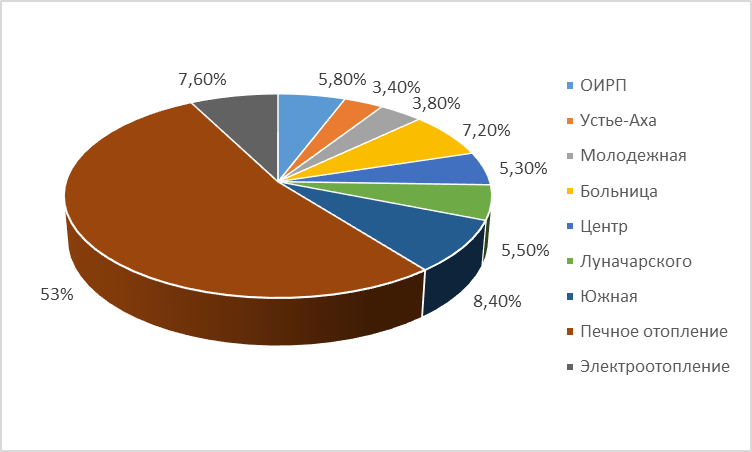 7,60%
5,80%
3,40%
3,80%
7,20%
5,30%
5,50%
8,40%
53%
ОИРП
Устье-Аха
Молодежная
Больница
Центр
Луначарского
Южная
Печное отопление
Электроотопление